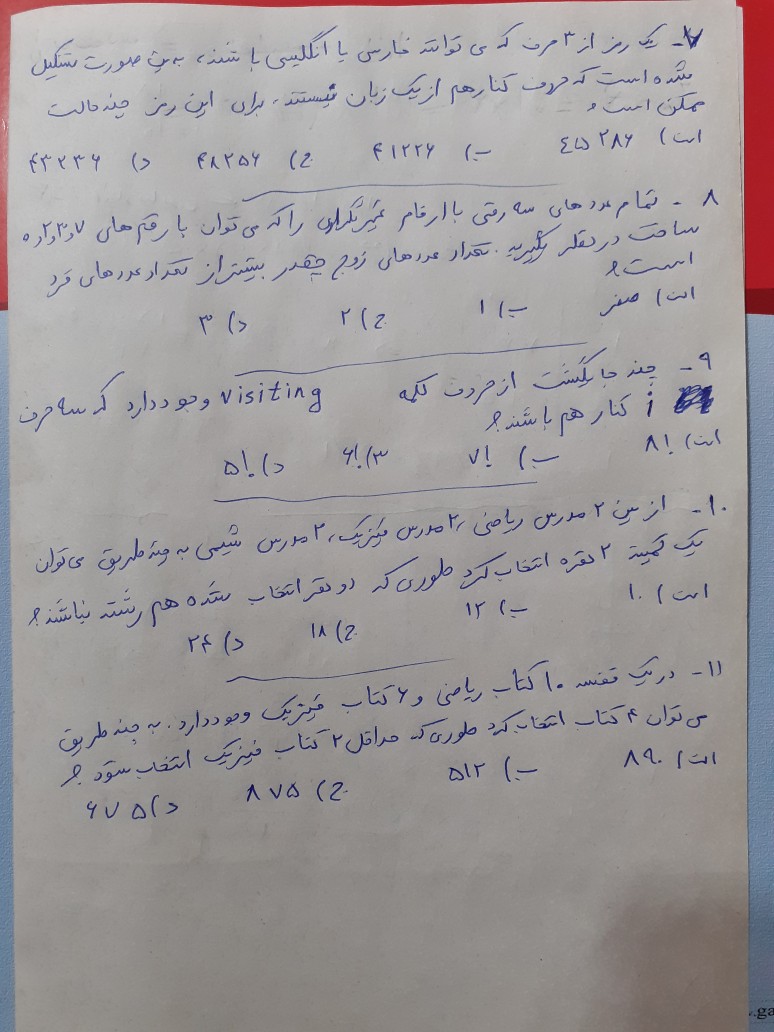 ۷- یک رمز از ۳ حرف که می توانند فارسی یا انگلیسی باشند، به این صورت تشکیل
شده است که حروف کنار هم از یک زبان نیستند. برای این رمز چند حالت
ممکن است؟
الف) ۴۵۲۸۶ ب) ۴۱۲۲۶ ج) ۴۸۲۵۶ د) ۴۳۲۳۶
۸- تمام عددهای سه رقمی با ارقام غیرتکراری را که می توان با رقم های ۷و۳و۲و۵
ساخت در نظر بگیرید. تعداد عددهای زوج چقدر بیشتر از تعداد عددهای فرد
است؟
الف) صفر ب) ۱ ج) ۲ د) ۳
۹- چند جایگشت از حروف کلمه visiting وجود دارد که سه حرف
i کنار هم باشند؟
الف) !۸ ب) !۷ ۳) !۶ د) !۵
۱۰- از بین ۲ مدرس ریاضی، ۲ مدرس فیزیک، ۲ مدرس شیمی به چند طریق می توان
یک کمیته ۲ نفره انتخاب کرد طوری که دو نفر انتخاب شده هم رشته نباشند؟
الف) ۱۰ ب) ۱۲ ج) ۱۸ د) ۲۴
۱۱- در یک قفسه ۱۰ کتاب ریاضی و ۶ کتاب فیزیک وجود دارد. به چند طریق
می توان ۴ کتاب انتخاب کرد طوری که حداقل ۲ کتاب فیزیک انتخاب شود؟
الف) ۸۹۰ ب) ۵۱۲ ج) ۸۷۵ د) ۶۷۵